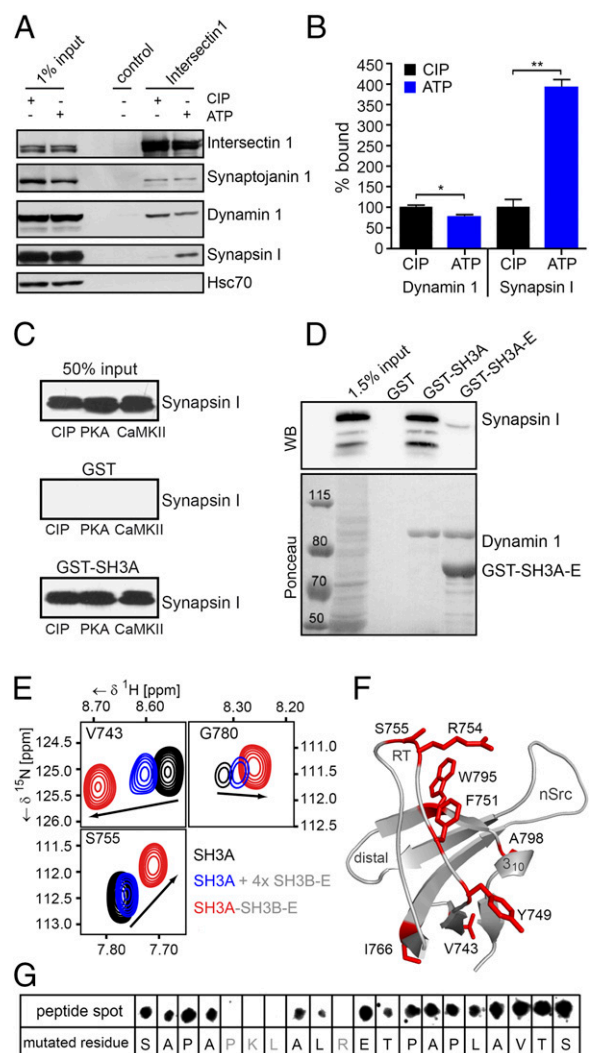 A
1% input
control
Intersectin1
+ - - + - CIP
- + - - + ATP
Intersectin 1
Synaptojanin 1
Dynamin 1
Synapsin I
Hsc70
B
% bound
450
400
350
300
250
200
150
100
50
0
CIP
ATP
*
**
CIP ATP CIP ATP
Dynamin 1 Synapsin I
C
50% input
Synapsin I
CIP PKA CaMKII
GST
Synapsin I
CIP PKA CaMKII
GST-SH3A
Synapsin I
CIP PKA CaMKII
D
1.5% input
GST
GST-SH3A
GST-SH3A-E
WB
Synapsin I
Ponceau
115
80
70
50
Dynamin 1
GST-SH3A-E
E
← δ ¹H [ppm]
8.70 8.60
8.30 8.20
← δ ¹⁵N [ppm]
V743
124.5
125.0
125.5
126.0
G780
111.0
111.5
112.0
112.5
S755
111.5
112.0
112.5
113.0
7.80 7.70
SH3A
SH3A + 4x SH3B-E
SH3A-SH3B-E
F
S755
R754
RT
W795
F751
nSrc
distal
A798
3₁₀
Y749
I766
V743
G
peptide spot
mutated residue S A P A P K L A L R E T P A P L A V T S